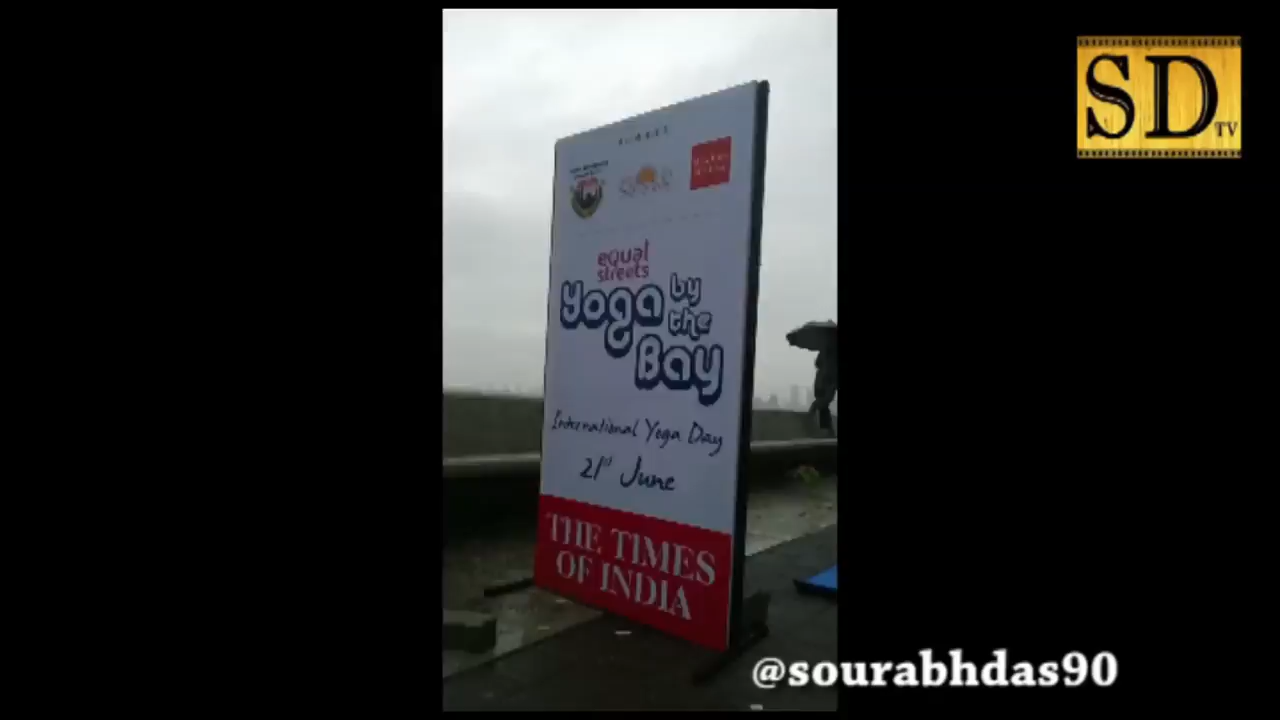 SD TV
equal
streets
Yoga by
the
Bay
International Yoga Day
21st June
THE TIMES
OF INDIA
@sourabhdas90